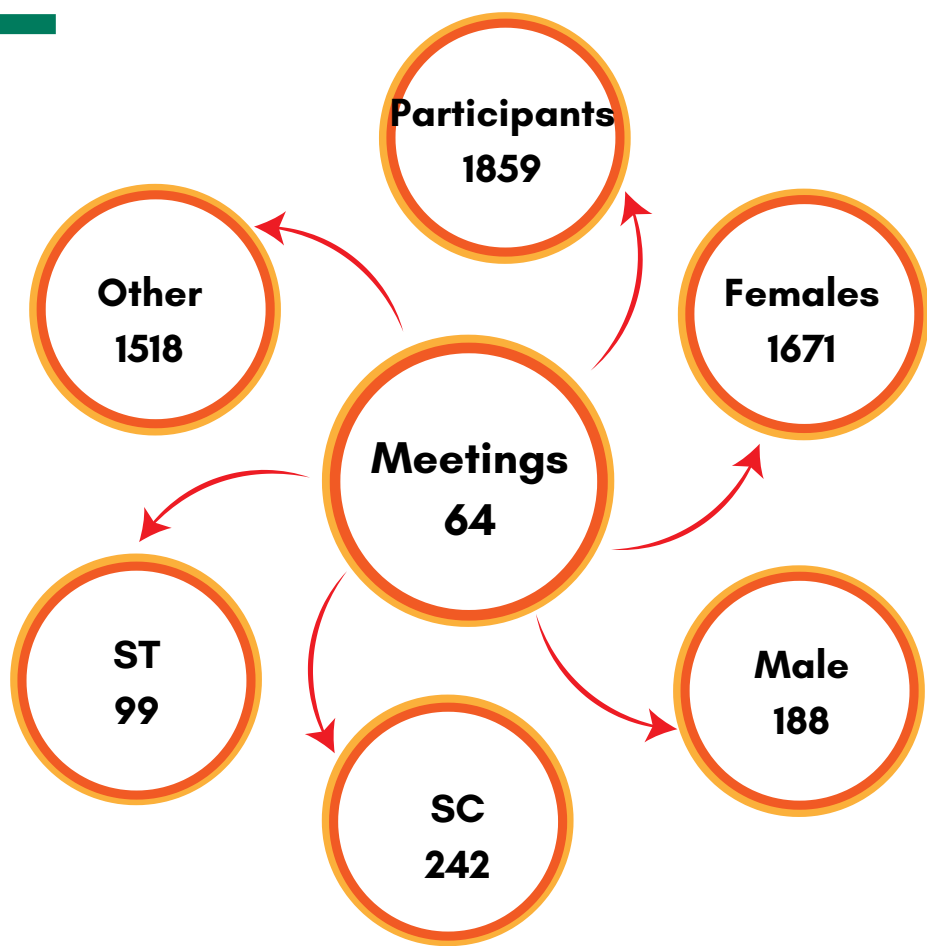 Participants
1859
Other
1518
Females
1671
Meetings
64
ST
99
Male
188
SC
242